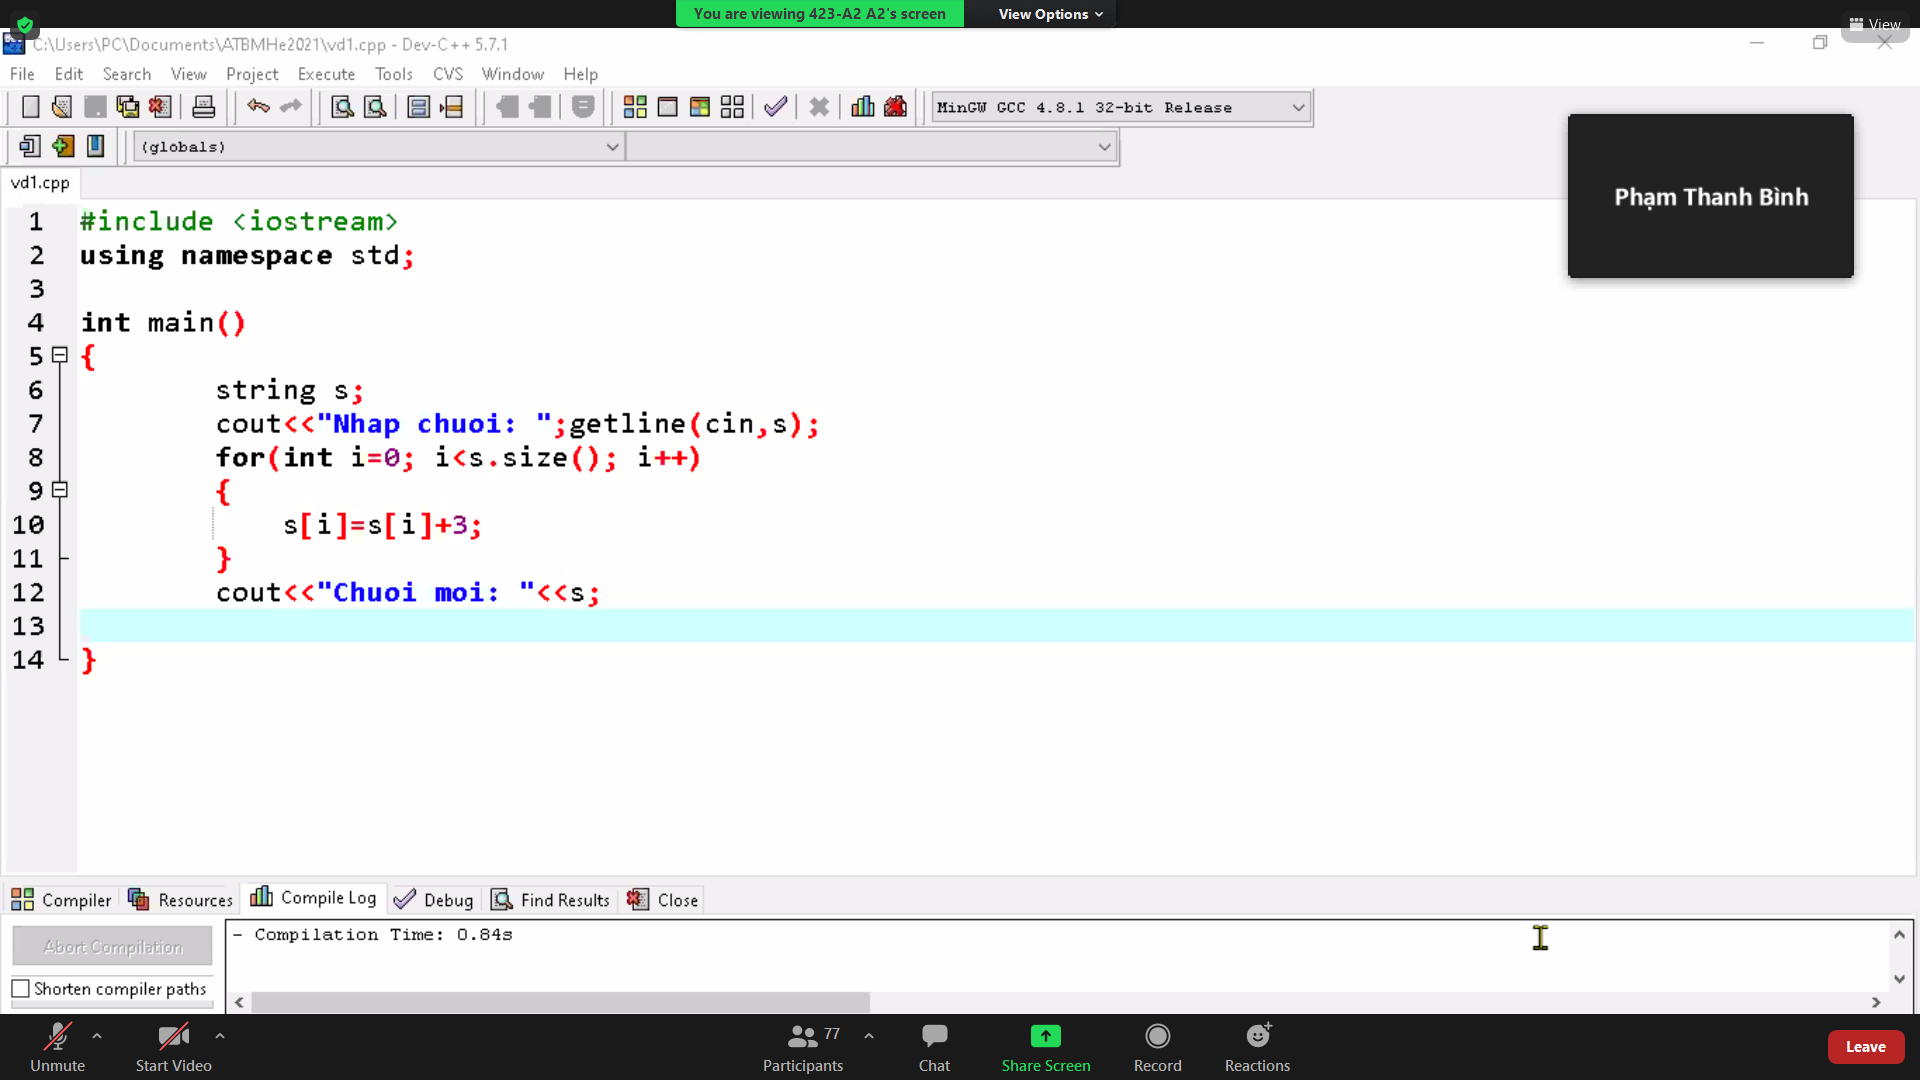 You are viewing 423-A2 A2's screen
View Options
View
C:\Users\PC\Documents\ATBMHe2021\vd1.cpp - Dev-C++ 5.7.1
File Edit Search View Project Execute Tools CVS Window Help
MinGW GCC 4.8.1 32-bit Release
(globals)
vd1.cpp
Phạm Thanh Bình
1 #include <iostream>
2 using namespace std;
3
4 int main()
5 {
6 string s;
7 cout<<"Nhap chuoi: ";getline(cin,s);
8 for(int i=0; i<s.size(); i++)
9 {
10 s[i]=s[i]+3;
11 }
12 cout<<"Chuoi moi: "<<s;
13
14 }
Compiler Resources Compile Log Debug Find Results Close
Abort Compilation
- Compilation Time: 0.84s
Shorten compiler paths
Unmute Start Video Participants 77 Chat Share Screen Record Reactions Leave